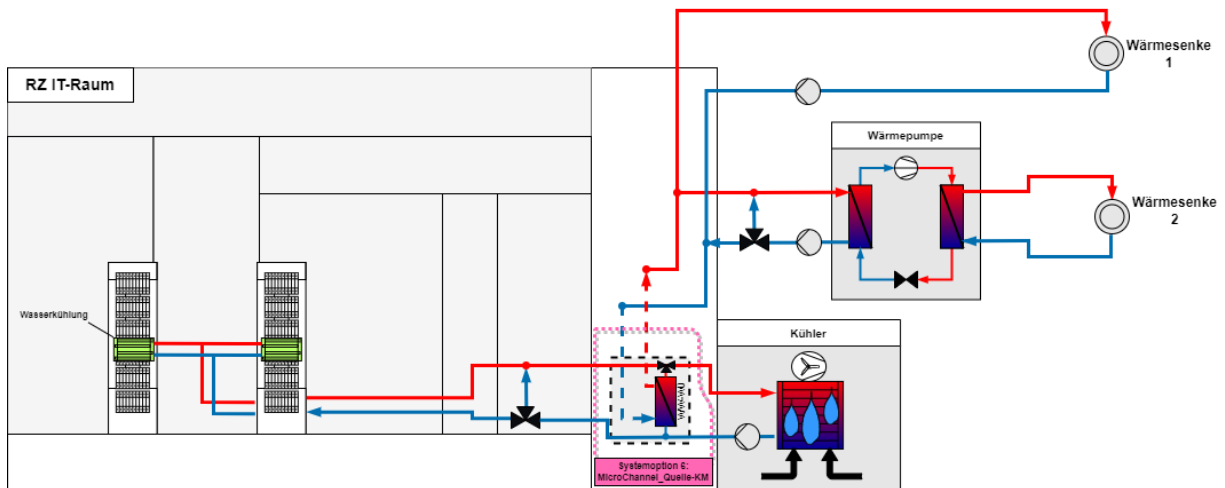 RZ IT-Raum
Wärmesenke
1
Wärmepumpe
Wärmesenke
2
Wasserkühlung
Kühler
Systemoption 6:
MicroChannel_Quelle-KM